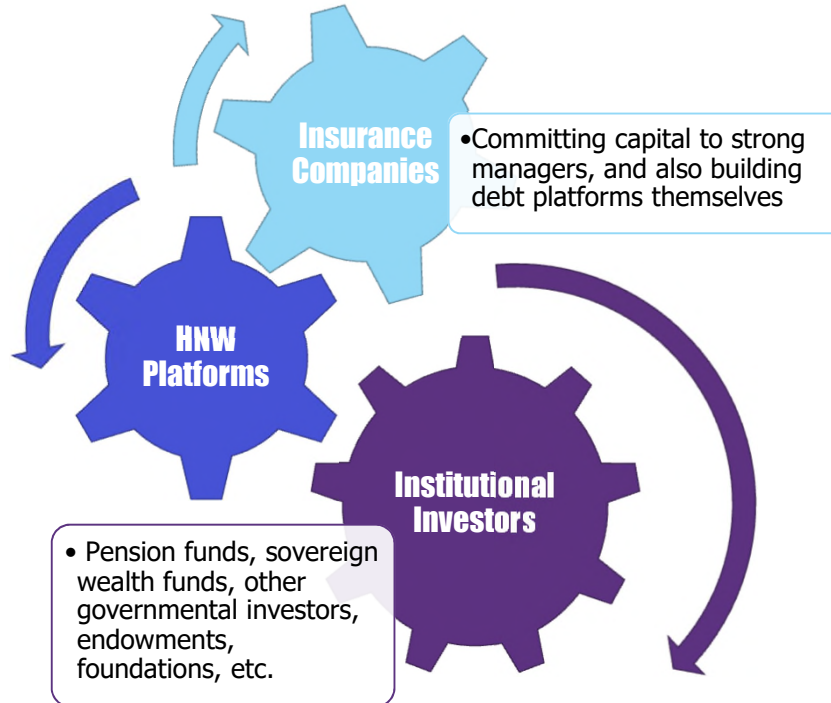 Insurance
Companies
•Committing capital to strong
managers, and also building
debt platforms themselves
HNW
Platforms
Institutional
Investors
• Pension funds, sovereign
wealth funds, other
governmental investors,
endowments,
foundations, etc.